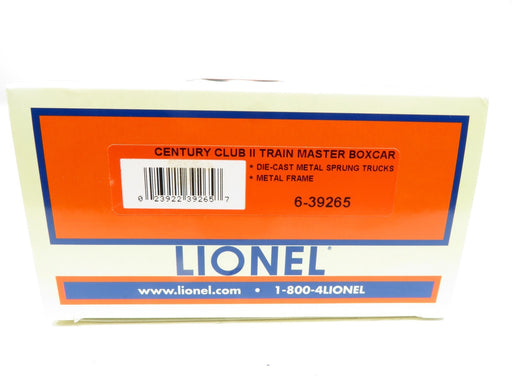 CENTURY CLUB II TRAIN MASTER BOXCAR
• DIE-CAST METAL SPRUNG TRUCKS
• METAL FRAME
0 23922 39265 7
6-39265
LIONEL®
www.lionel.com • 1-800-4LIONEL